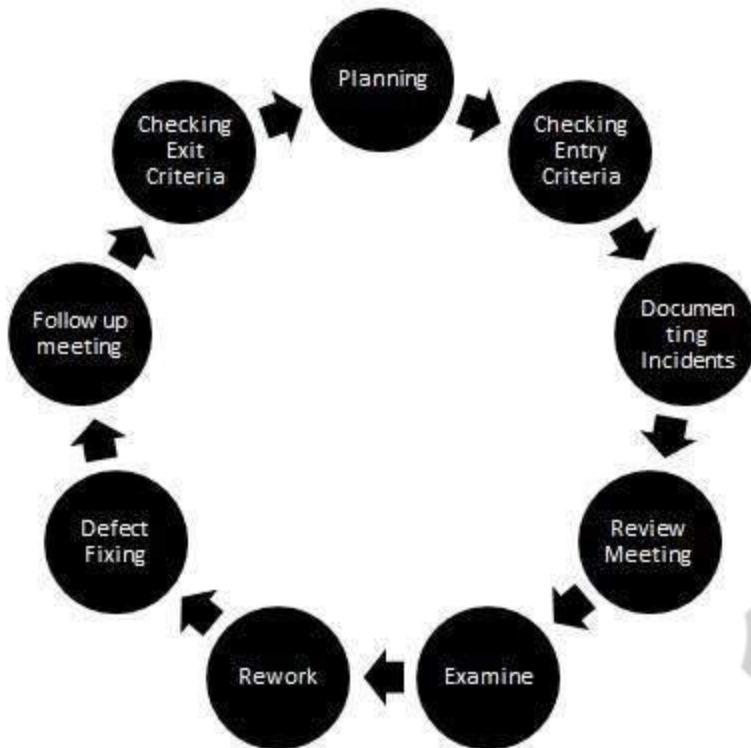 Planning
Checking
Entry
Criteria
Documen
ting
Incidents
Review
Meeting
Examine
Rework
Defect
Fixing
Follow up
meeting
Checking
Exit
Criteria